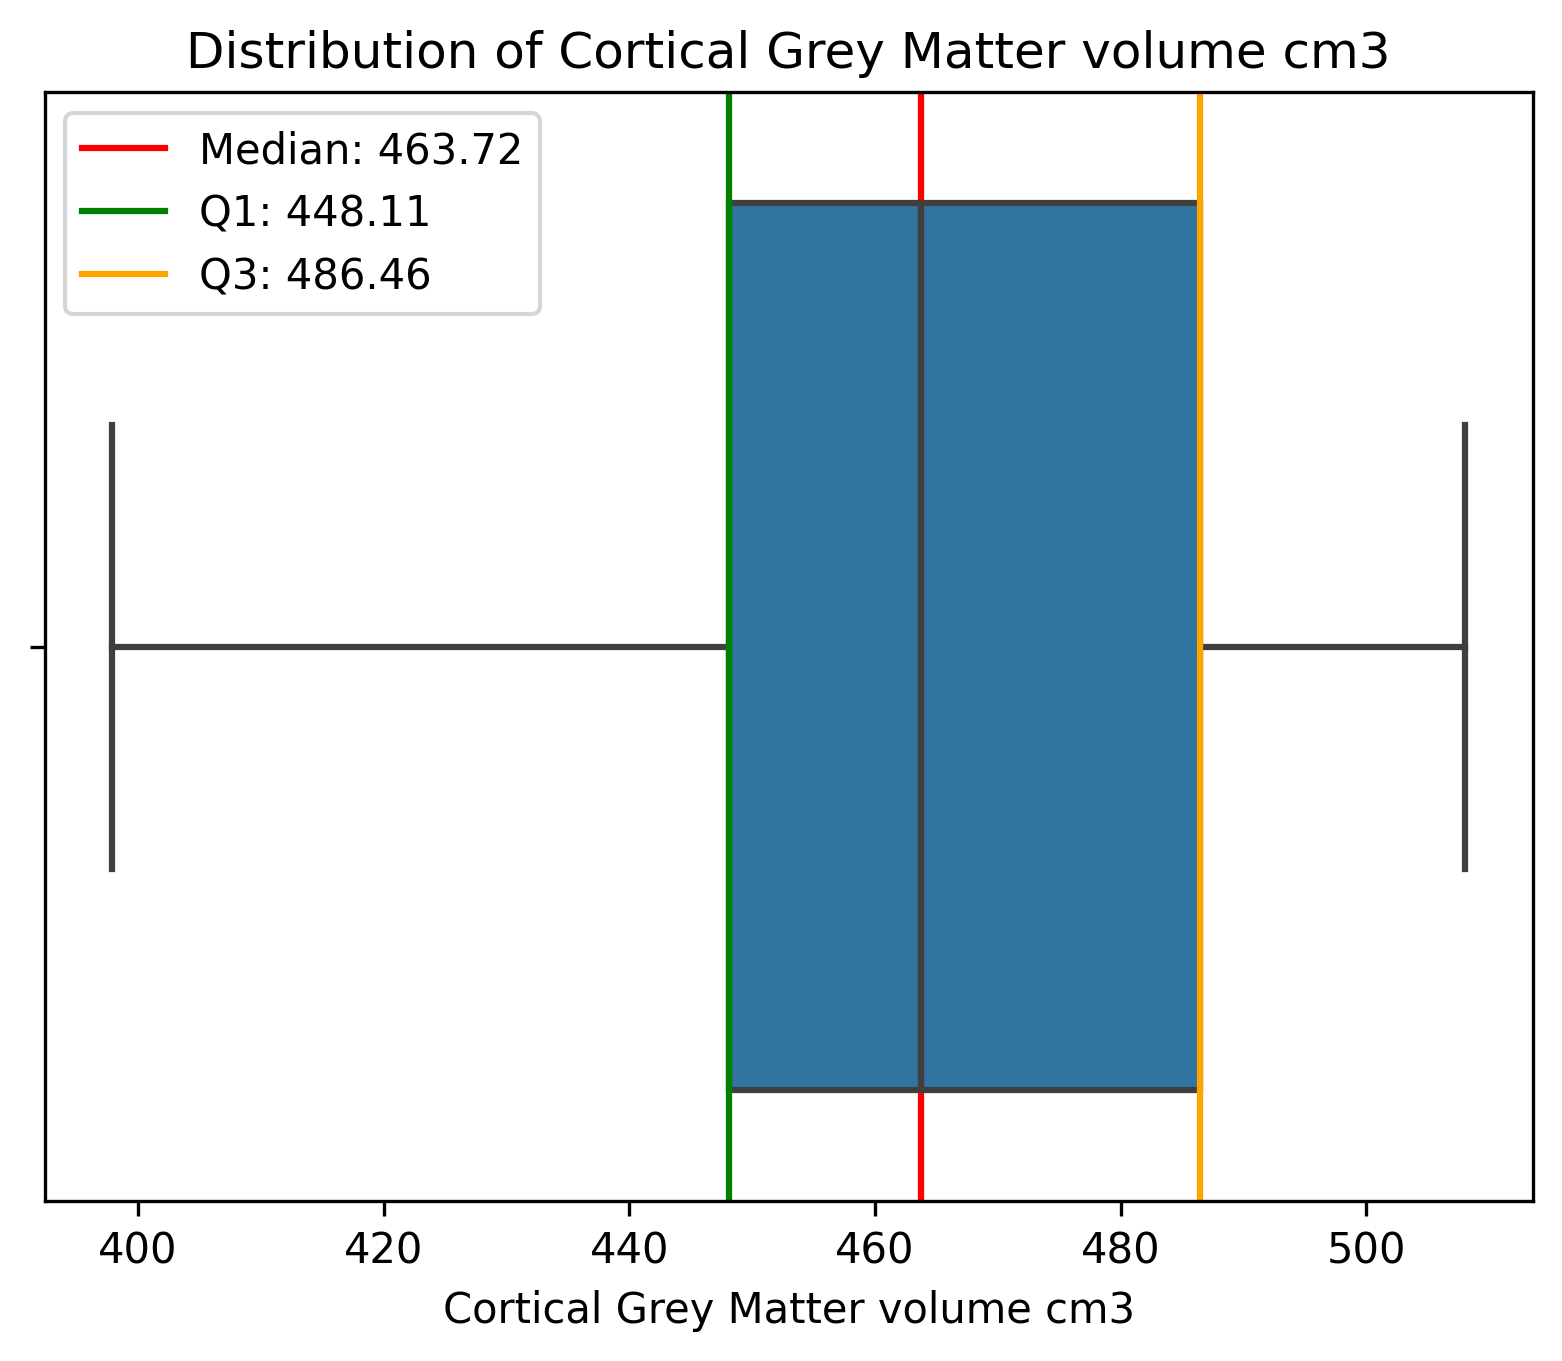 Distribution of Cortical Grey Matter volume cm3
Median: 463.72
Q1: 448.11
Q3: 486.46
400 420 440 460 480 500
Cortical Grey Matter volume cm3